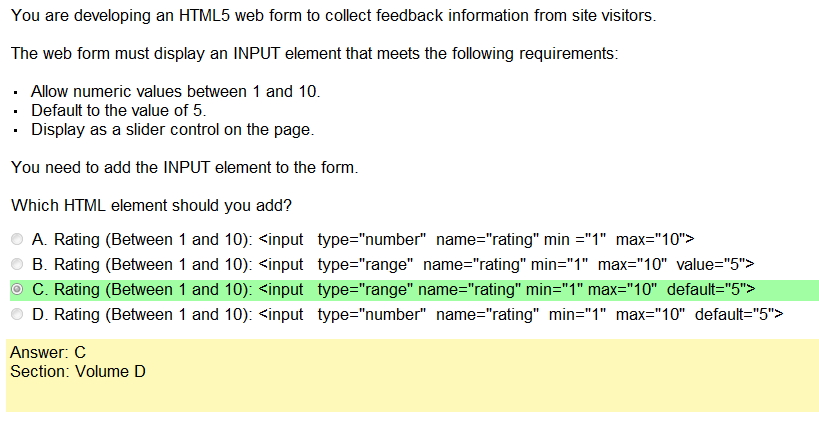 You are developing an HTML5 web form to collect feedback information from site visitors.
The web form must display an INPUT element that meets the following requirements:
· Allow numeric values between 1 and 10.
· Default to the value of 5.
· Display as a slider control on the page.
You need to add the INPUT element to the form.
Which HTML element should you add?
A. Rating (Between 1 and 10): <input type="number" name="rating" min ="1" max="10">
B. Rating (Between 1 and 10): <input type="range" name="rating" min="1" max="10" value="5">
C. Rating (Between 1 and 10): <input type="range" name="rating" min="1" max="10" default="5">
D. Rating (Between 1 and 10): <input type="number" name="rating" min="1" max="10" default="5">
Answer: C
Section: Volume D